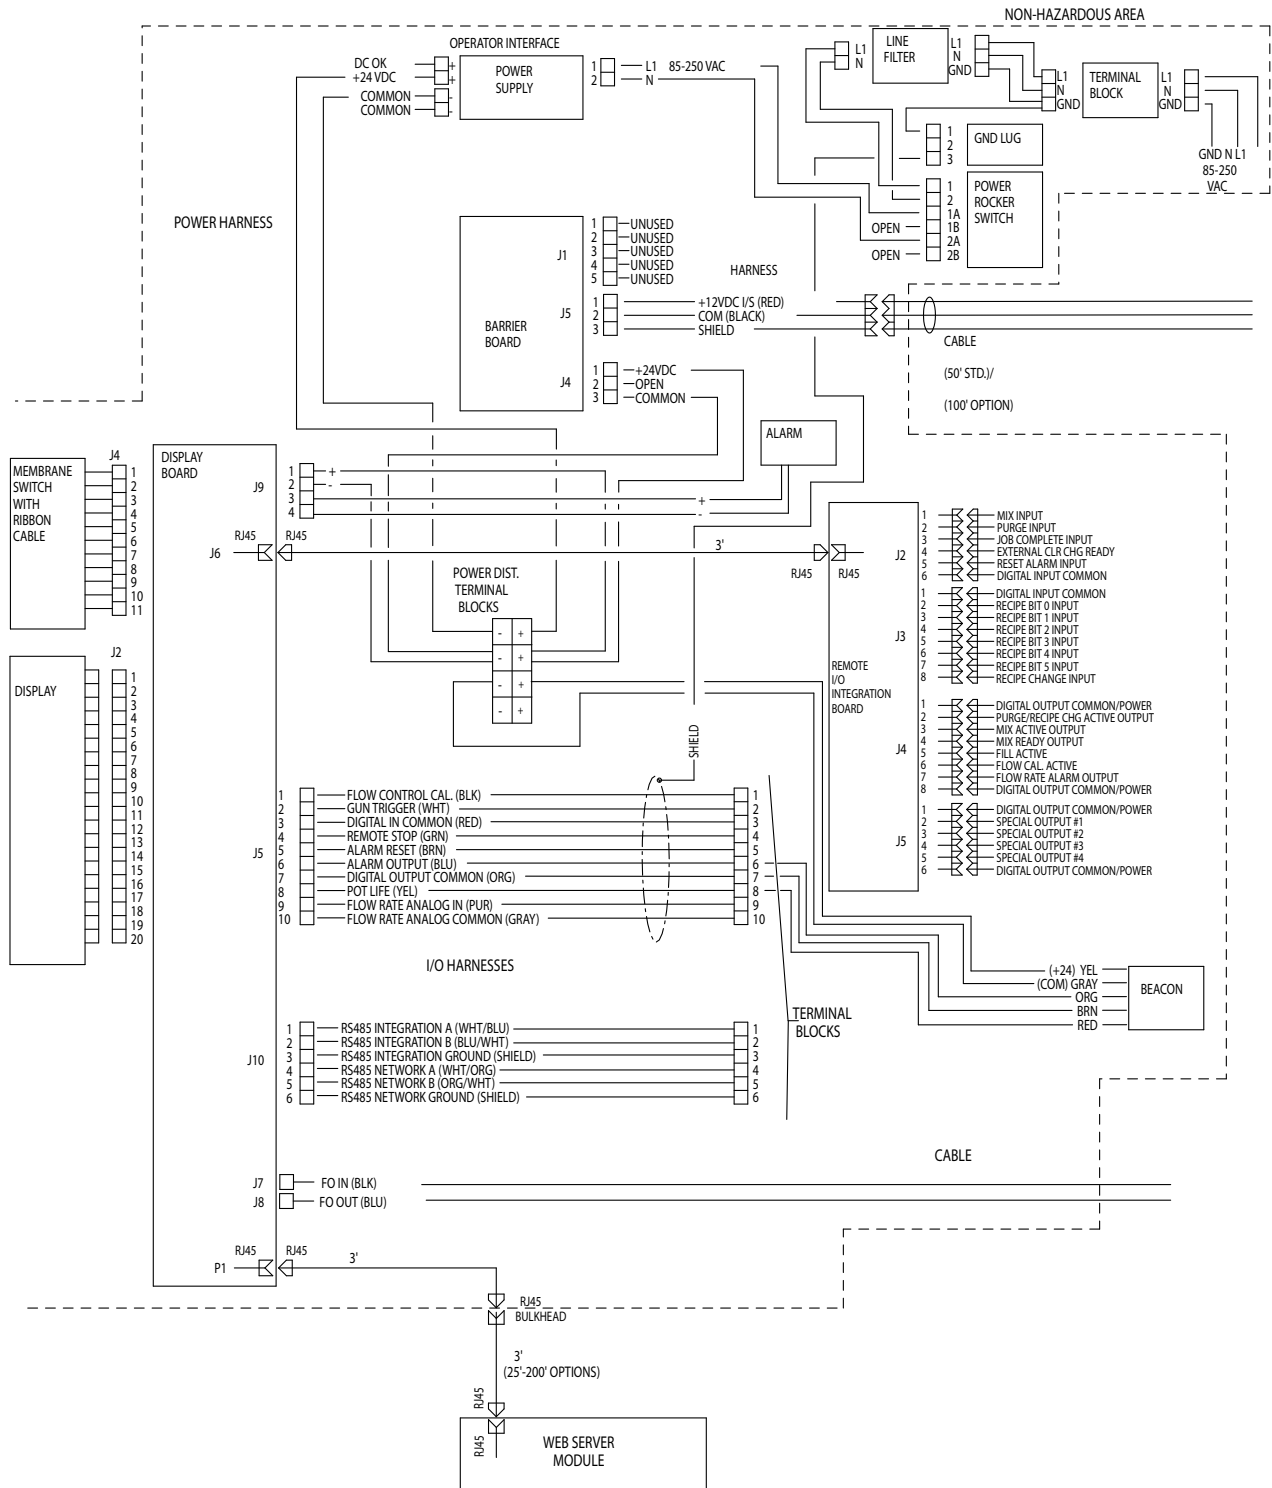 NON-HAZARDOUS AREA
OPERATOR INTERFACE
DC OK
+24 VDC
COMMON
COMMON
+
+
-
-
POWER
SUPPLY
1
2
L1 85-250 VAC
N
L1
N
LINE
FILTER
L1
N
GND
L1
N
GND
TERMINAL
BLOCK
L1
N
GND
GND N L1
85-250
VAC
1
2
3
GND LUG
1
2
1A
1B
2A
2B
OPEN
OPEN
POWER
ROCKER
SWITCH
POWER HARNESS
BARRIER
BOARD
J1
1
2
3
4
5
UNUSED
UNUSED
UNUSED
UNUSED
UNUSED
HARNESS
J5
1
2
3
+12VDC I/S (RED)
COM (BLACK)
SHIELD
J4
1
2
3
+24VDC
OPEN
COMMON
CABLE
(50' STD.)/
(100' OPTION)
ALARM
MEMBRANE
SWITCH
WITH
RIBBON
CABLE
J4
1
2
3
4
5
6
7
8
9
10
11
DISPLAY
BOARD
J9
1
2
3
4
+
-
+
-
J6
RJ45
RJ45
3'
RJ45
RJ45
POWER DIST.
TERMINAL
BLOCKS
- +
- +
- +
- +
SHIELD
DISPLAY
J2
1
2
3
4
5
6
7
8
9
10
11
12
13
14
15
16
17
18
19
20
REMOTE
I/O
INTEGRATION
BOARD
J2
1 MIX INPUT
2 PURGE INPUT
3 JOB COMPLETE INPUT
4 EXTERNAL CLR CHG READY
5 RESET ALARM INPUT
6 DIGITAL INPUT COMMON
J3
1 DIGITAL INPUT COMMON
2 RECIPE BIT 0 INPUT
3 RECIPE BIT 1 INPUT
4 RECIPE BIT 2 INPUT
5 RECIPE BIT 3 INPUT
6 RECIPE BIT 4 INPUT
7 RECIPE BIT 5 INPUT
8 RECIPE CHANGE INPUT
J4
1 DIGITAL OUTPUT COMMON/POWER
2 PURGE/RECIPE CHG ACTIVE OUTPUT
3 MIX ACTIVE OUTPUT
4 MIX READY OUTPUT
5 FILL ACTIVE
6 FLOW CAL. ACTIVE
7 FLOW RATE ALARM OUTPUT
8 DIGITAL OUTPUT COMMON/POWER
J5
1 DIGITAL OUTPUT COMMON/POWER
2 SPECIAL OUTPUT #1
3 SPECIAL OUTPUT #2
4 SPECIAL OUTPUT #3
5 SPECIAL OUTPUT #4
6 DIGITAL OUTPUT COMMON/POWER
J5
1 FLOW CONTROL CAL. (BLK) 1
2 GUN TRIGGER (WHT) 2
3 DIGITAL IN COMMON (RED) 3
4 REMOTE STOP (GRN) 4
5 ALARM RESET (BRN) 5
6 ALARM OUTPUT (BLU) 6
7 DIGITAL OUTPUT COMMON (ORG) 7
8 POT LIFE (YEL) 8
9 FLOW RATE ANALOG IN (PUR) 9
10 FLOW RATE ANALOG COMMON (GRAY) 10
I/O HARNESSES
TERMINAL
BLOCKS
(+24) YEL
(COM) GRAY
ORG
BRN
RED
BEACON
J10
1 RS485 INTEGRATION A (WHT/BLU) 1
2 RS485 INTEGRATION B (BLU/WHT) 2
3 RS485 INTEGRATION GROUND (SHIELD) 3
4 RS485 NETWORK A (WHT/ORG) 4
5 RS485 NETWORK B (ORG/WHT) 5
6 RS485 NETWORK GROUND (SHIELD) 6
CABLE
J7 FO IN (BLK)
J8 FO OUT (BLU)
P1
RJ45
RJ45
3'
RJ45
BULKHEAD
3'
(25'-200' OPTIONS)
RJ45
RJ45
WEB SERVER
MODULE